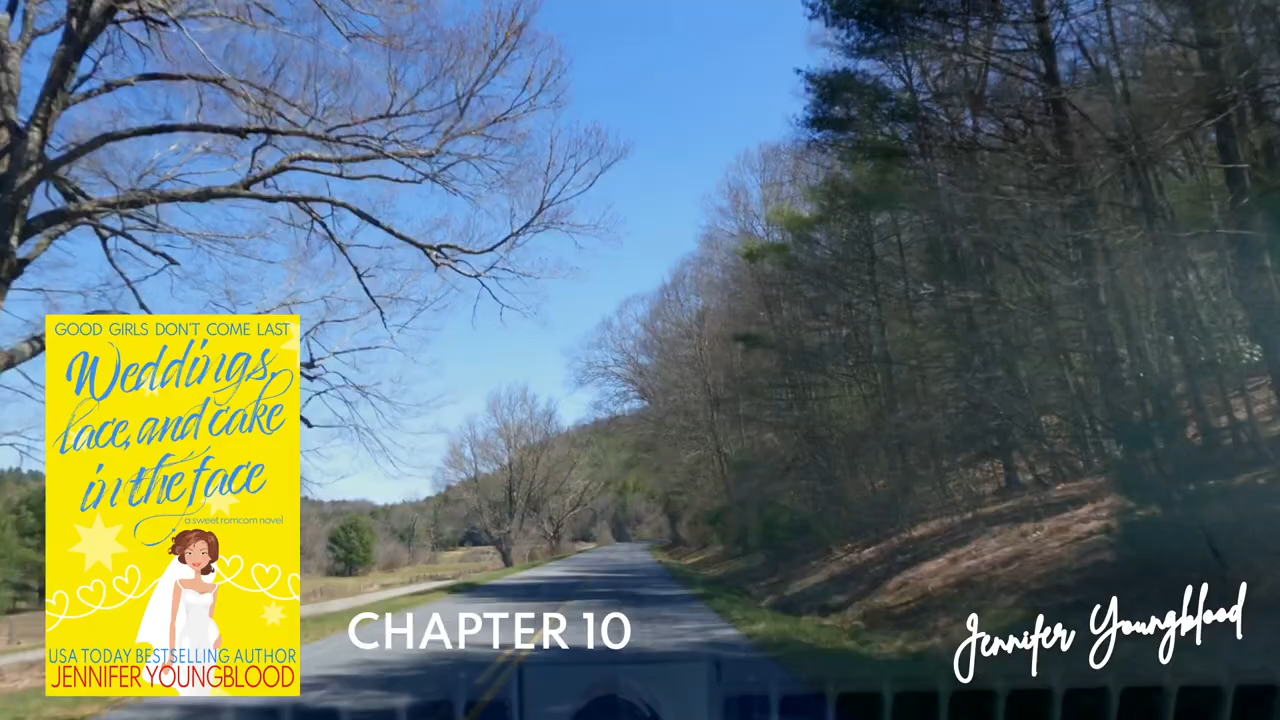 GOOD GIRLS DON'T COME LAST
Weddings,
lace, and cake
in the face
a sweet romcom novel
USA TODAY BESTSELLING AUTHOR
JENNIFER YOUNGBLOOD
CHAPTER 10
Jennifer Youngblood